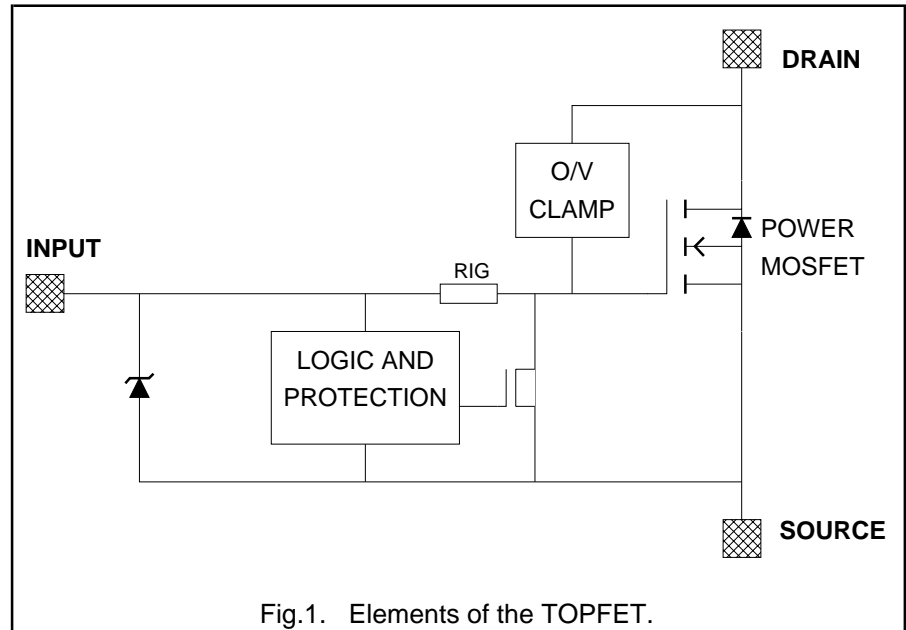 DRAIN
O/V
CLAMP
POWER
MOSFET
INPUT
RIG
LOGIC AND
PROTECTION
SOURCE
Fig.1. Elements of the TOPFET.